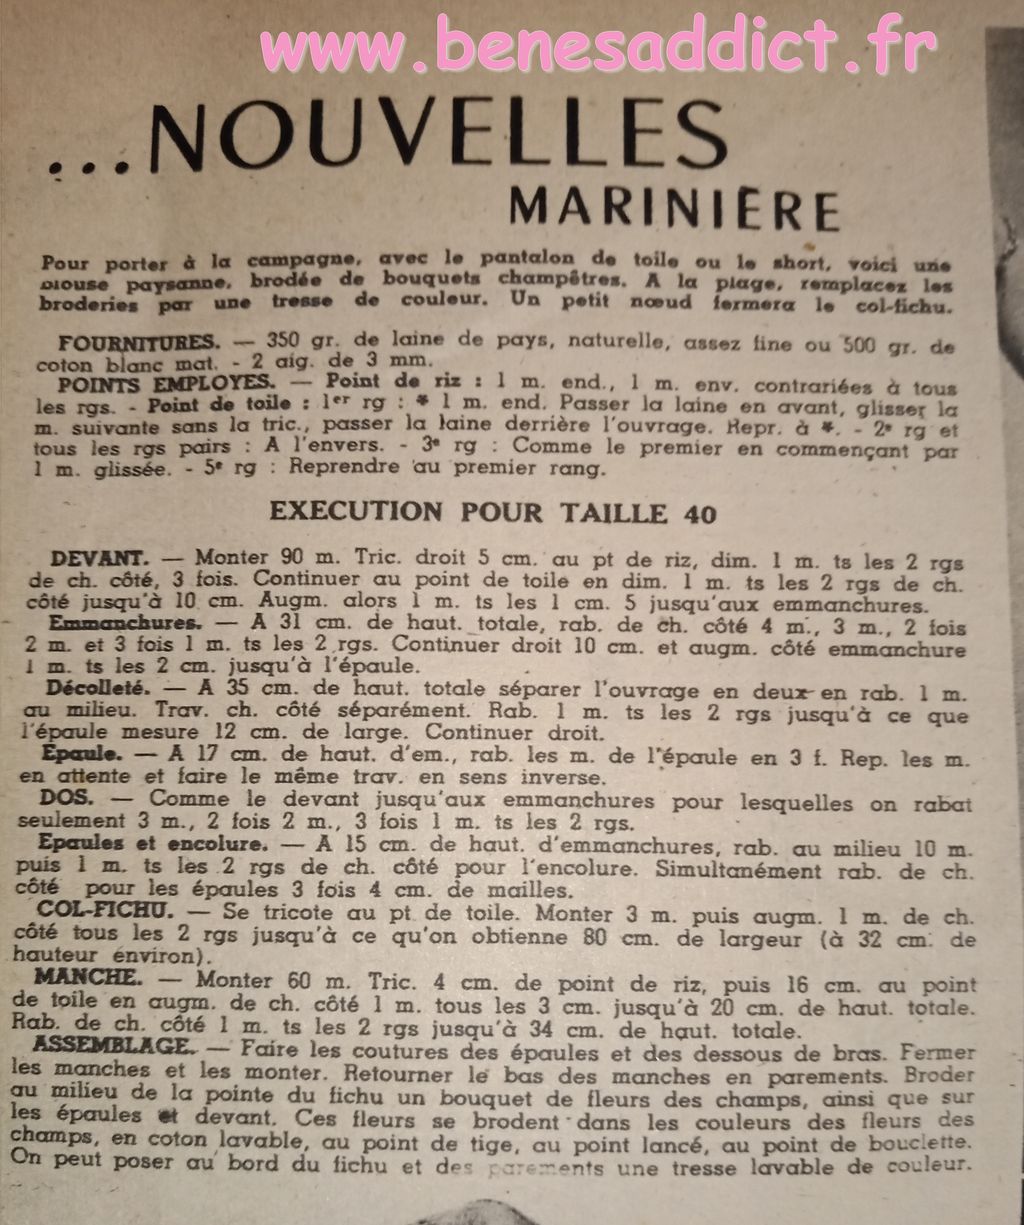 www.benesaddict.fr
...NOUVELLES
MARINIERE
Pour porter à la campagne, avec le pantalon de toile ou le short, voici une
blouse paysanne, brodée de bouquets champêtres. A la plage, remplacez les
broderies par une tresse de couleur. Un petit nœud fermera le col-fichu.
FOURNITURES. — 350 gr. de laine de pays, naturelle, assez fine ou 500 gr. de
coton blanc mat. - 2 aig. de 3 mm.
POINTS EMPLOYES. — Point de riz : 1 m. end., 1 m. env. contrariées à tous
les rgs. - Point de toile : 1er rg : * 1 m. end. Passer la laine en avant, glisser la
m. suivante sans la tric., passer la laine derrière l'ouvrage. Repr. à *. - 2e rg et
tous les rgs pairs : A l'envers. - 3e rg : Comme le premier en commençant par
1 m. glissée. - 5e rg : Reprendre au premier rang.
EXECUTION POUR TAILLE 40
DEVANT. — Monter 90 m. Tric. droit 5 cm. au pt de riz, dim. 1 m. ts les 2 rgs
de ch. côté, 3 fois. Continuer au point de toile en dim. 1 m. ts les 2 rgs de ch.
côté jusqu'à 10 cm. Augm. alors 1 m. ts les 1 cm. 5 jusqu'aux emmanchures.
Emmanchures. — A 31 cm. de haut. totale, rab. de ch. côté 4 m., 3 m., 2 fois
2 m. et 3 fois 1 m. ts les 2 rgs. Continuer droit 10 cm. et augm. côté emmanchure
1 m. ts les 2 cm. jusqu'à l'épaule.
Décolleté. — A 35 cm. de haut. totale séparer l'ouvrage en deux en rab. 1 m.
au milieu. Trav. ch. côté séparément. Rab. 1 m. ts les 2 rgs jusqu'à ce que
l'épaule mesure 12 cm. de large. Continuer droit.
Epaule. — A 17 cm. de haut. d'em., rab. les m. de l'épaule en 3 f. Rep. les m.
en attente et faire le même trav. en sens inverse.
DOS. — Comme le devant jusqu'aux emmanchures pour lesquelles on rabat
seulement 3 m., 2 fois 2 m., 3 fois 1 m. ts les 2 rgs.
Epaules et encolure. — A 15 cm. de haut. d'emmanchures, rab. au milieu 10 m.
puis 1 m. ts les 2 rgs de ch. côté pour l'encolure. Simultanément rab. de ch.
côté pour les épaules 3 fois 4 cm. de mailles.
COL-FICHU. — Se tricote au pt de toile. Monter 3 m. puis augm. 1 m. de ch.
côté tous les 2 rgs jusqu'à ce qu'on obtienne 80 cm. de largeur (à 32 cm. de
hauteur environ).
MANCHE. — Monter 60 m. Tric. 4 cm. de point de riz, puis 16 cm. au point
de toile en augm. de ch. côté 1 m. tous les 3 cm. jusqu'à 20 cm. de haut. totale.
Rab. de ch. côté 1 m. ts les 2 rgs jusqu'à 34 cm. de haut. totale.
ASSEMBLAGE. — Faire les coutures des épaules et des dessous de bras. Fermer
les manches et les monter. Retourner le bas des manches en parements. Broder
au milieu de la pointe du fichu un bouquet de fleurs des champs, ainsi que sur
les épaules et devant. Ces fleurs se brodent dans les couleurs des fleurs des
champs, en coton lavable, au point de tige, au point lancé, au point de bouclette.
On peut poser au bord du fichu et des parements une tresse lavable de couleur.